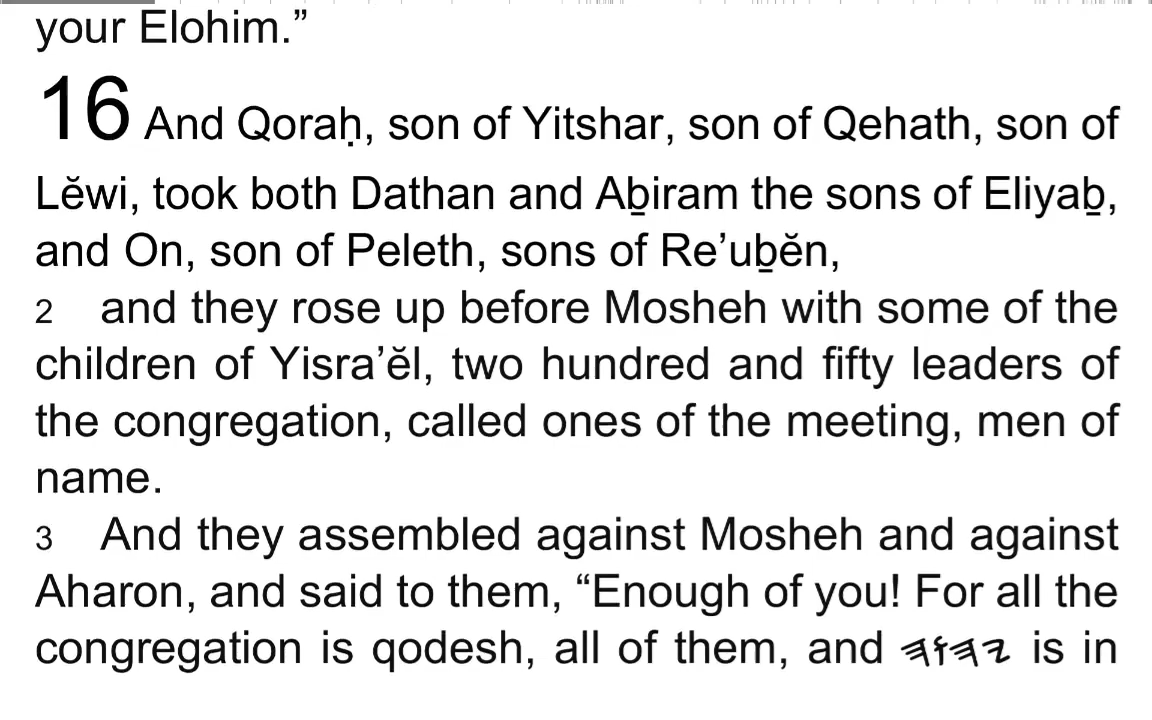 your Elohim.”
16 And Qoraḥ, son of Yitshar, son of Qehath, son of
Lĕwi, took both Dathan and Aḇiram the sons of Eliyaḇ,
and On, son of Peleth, sons of Re’uḇĕn,
2 and they rose up before Mosheh with some of the
children of Yisra’ĕl, two hundred and fifty leaders of
the congregation, called ones of the meeting, men of
name.
3 And they assembled against Mosheh and against
Aharon, and said to them, “Enough of you! For all the
congregation is qodesh, all of them, and 𐤉𐤄𐤅𐤄 is in